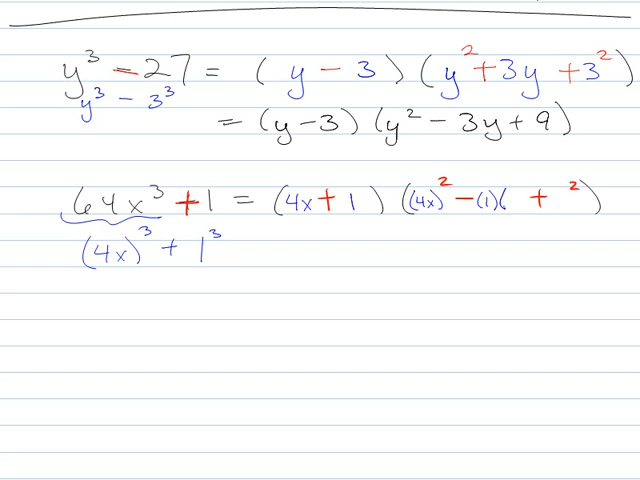 y³ − 27 = (y − 3) (y² + 3y + 3²)
y³ − 3³
= (y − 3) (y² − 3y + 9)
64x³ + 1 = (4x + 1) ((4x)² − (1)( + ²)
(4x)³ + 1³